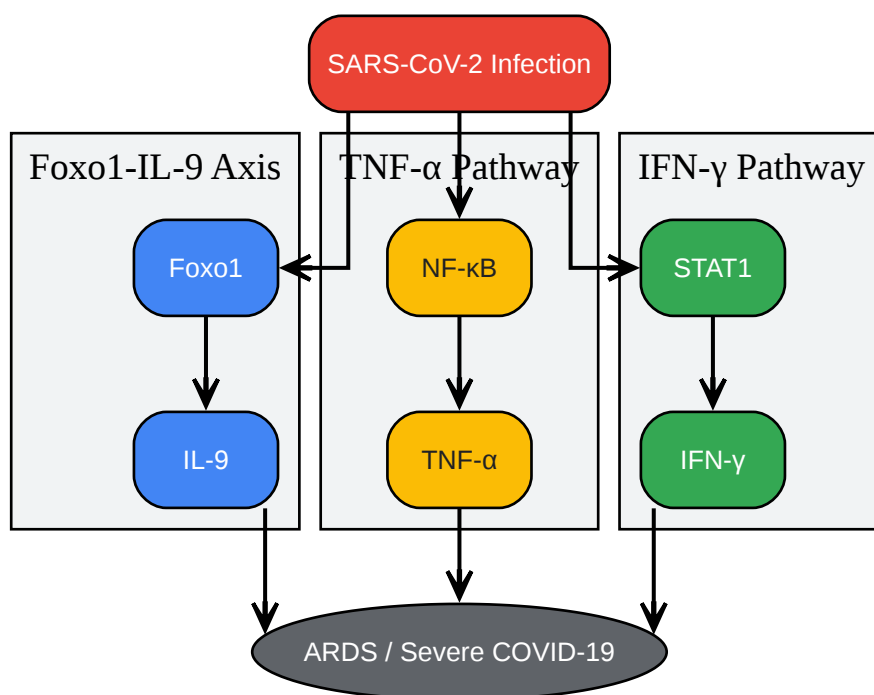 SARS-CoV-2 Infection
Foxo1-IL-9 Axis
TNF-α Pathway
IFN-γ Pathway
Foxo1
NF-κB
STAT1
IL-9
TNF-α
IFN-γ
ARDS / Severe COVID-19